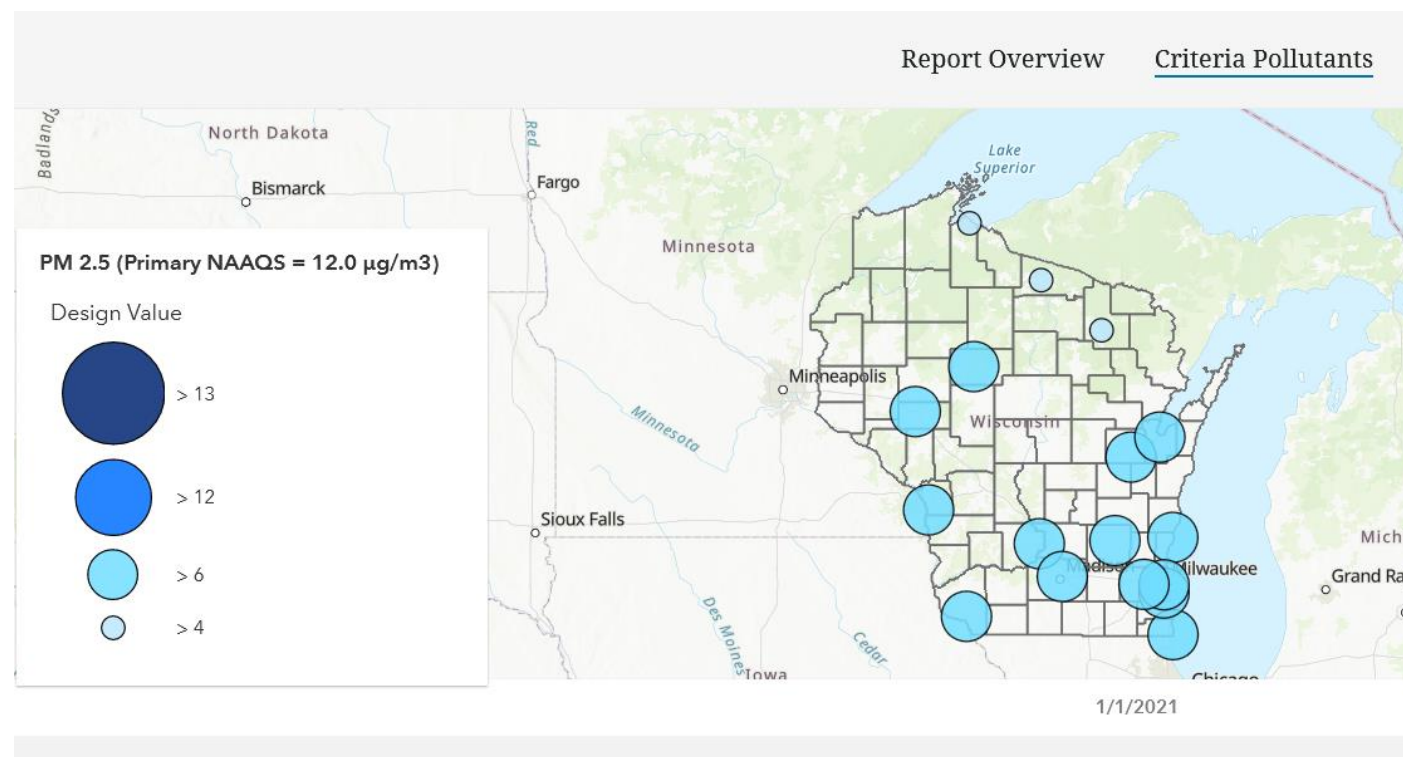 Report Overview
Criteria Pollutants
Badlands
North Dakota
Red
Lake
Superior
Bismarck
Fargo
Minnesota
PM 2.5 (Primary NAAQS = 12.0 µg/m3)
Design Value
> 13
> 12
> 6
> 4
Minneapolis
Minnesota
Wisconsin
Sioux Falls
Mich
Madison
Milwaukee
Grand Ra
Des Moines
Cedar
Iowa
Chicago
1/1/2021